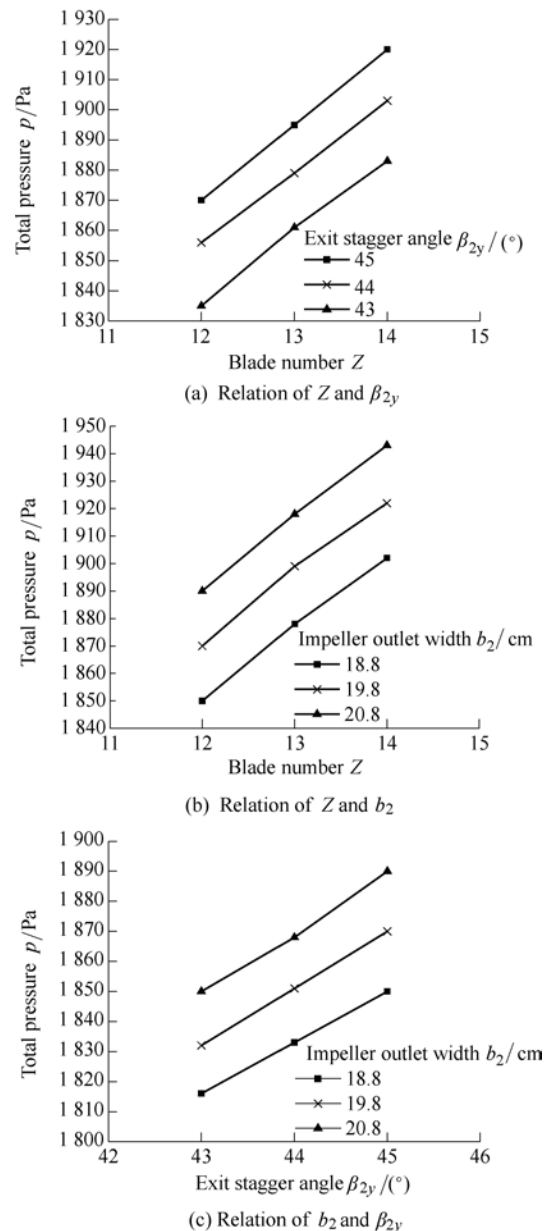 1 930
1 920
1 910
1 900
1 890
1 880
1 870
1 860
1 850
1 840
1 830
Total pressure p/Pa
Exit stagger angle β2y / (°)
45
44
43
11 12 13 14 15
Blade number Z
(a) Relation of Z and β2y
1 950
1 940
1 930
1 920
1 910
1 900
1 890
1 880
1 870
1 860
1 850
1 840
Total pressure p/Pa
Impeller outlet width b2/ cm
18.8
19.8
20.8
11 12 13 14 15
Blade number Z
(b) Relation of Z and b2
1 900
1 890
1 880
1 870
1 860
1 850
1 840
1 830
1 820
1 810
1 800
Total pressure p/Pa
Impeller outlet width b2/ cm
18.8
19.8
20.8
42 43 44 45 46
Exit stagger angle β2y /(°)
(c) Relation of b2 and β2y